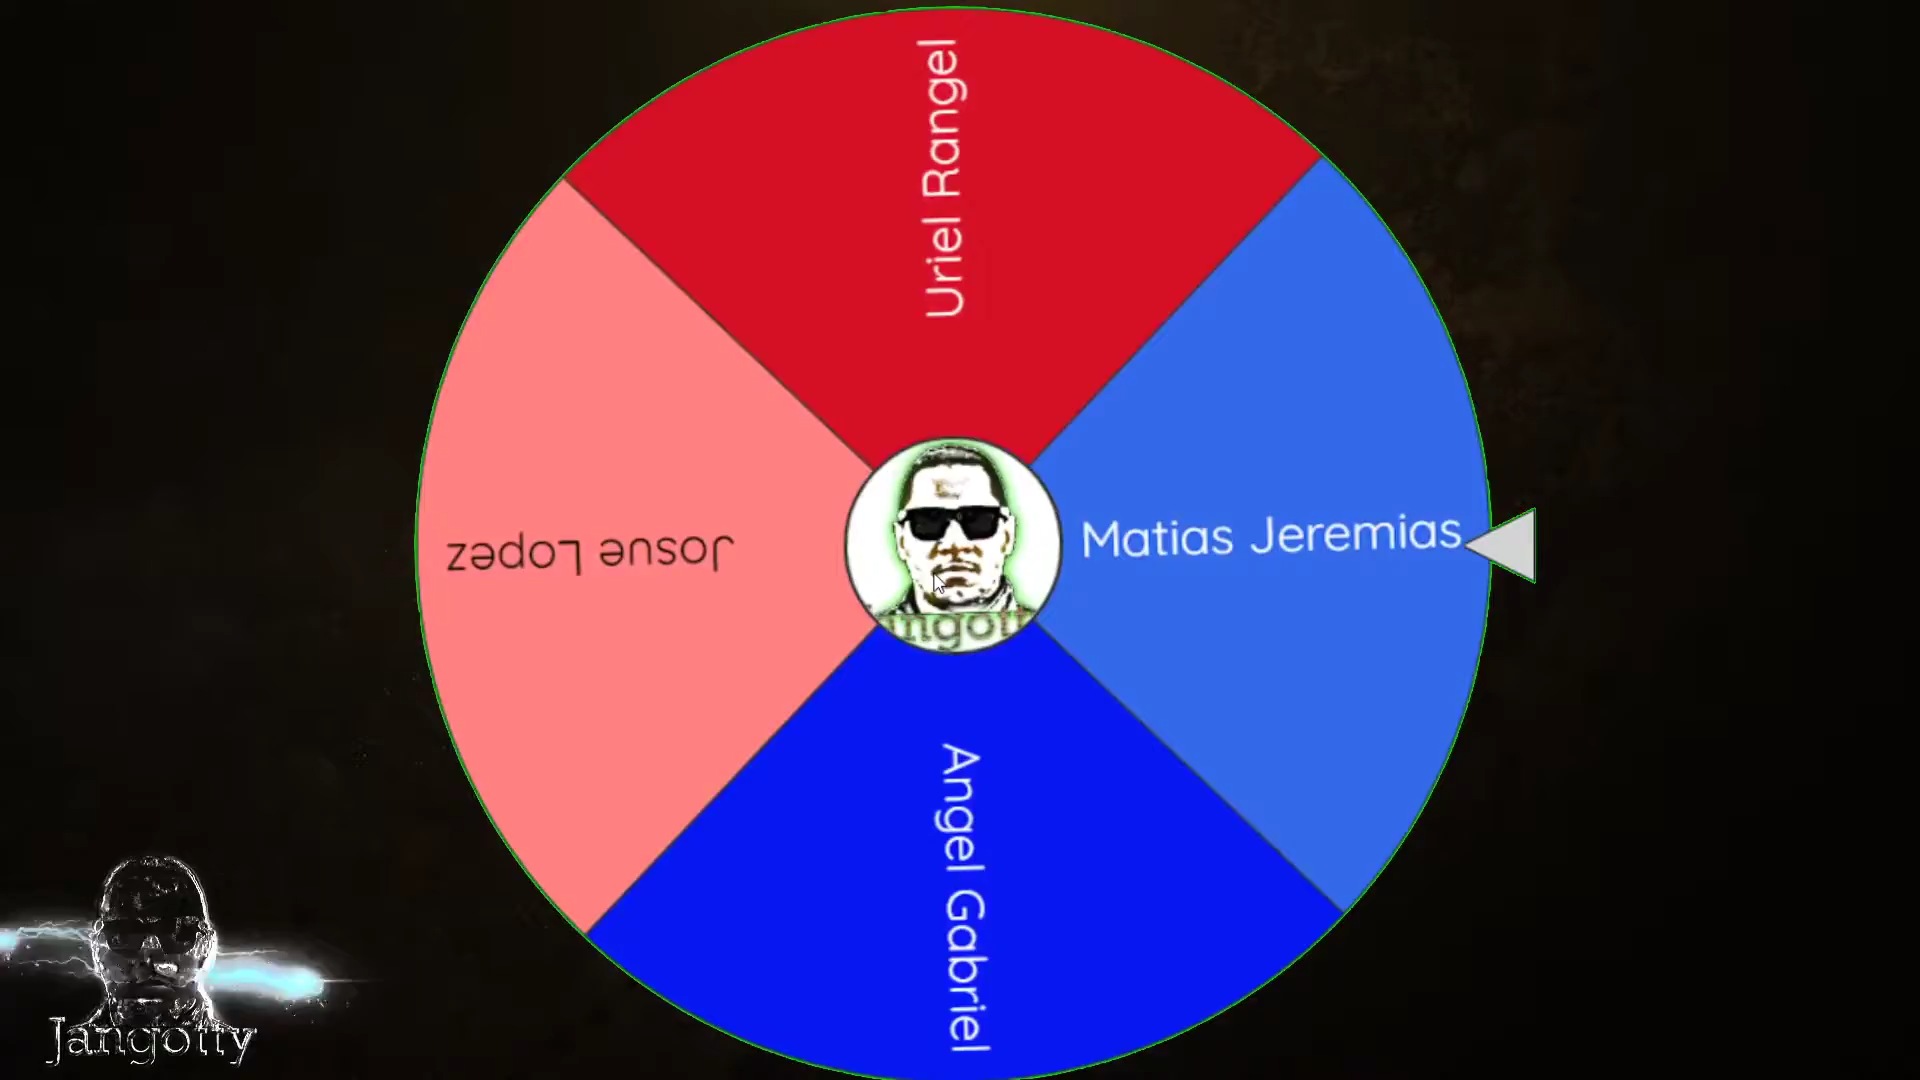 Uriel Rangel
Josue Lopez
Matias Jeremias
Angel Gabriel
Jangotty